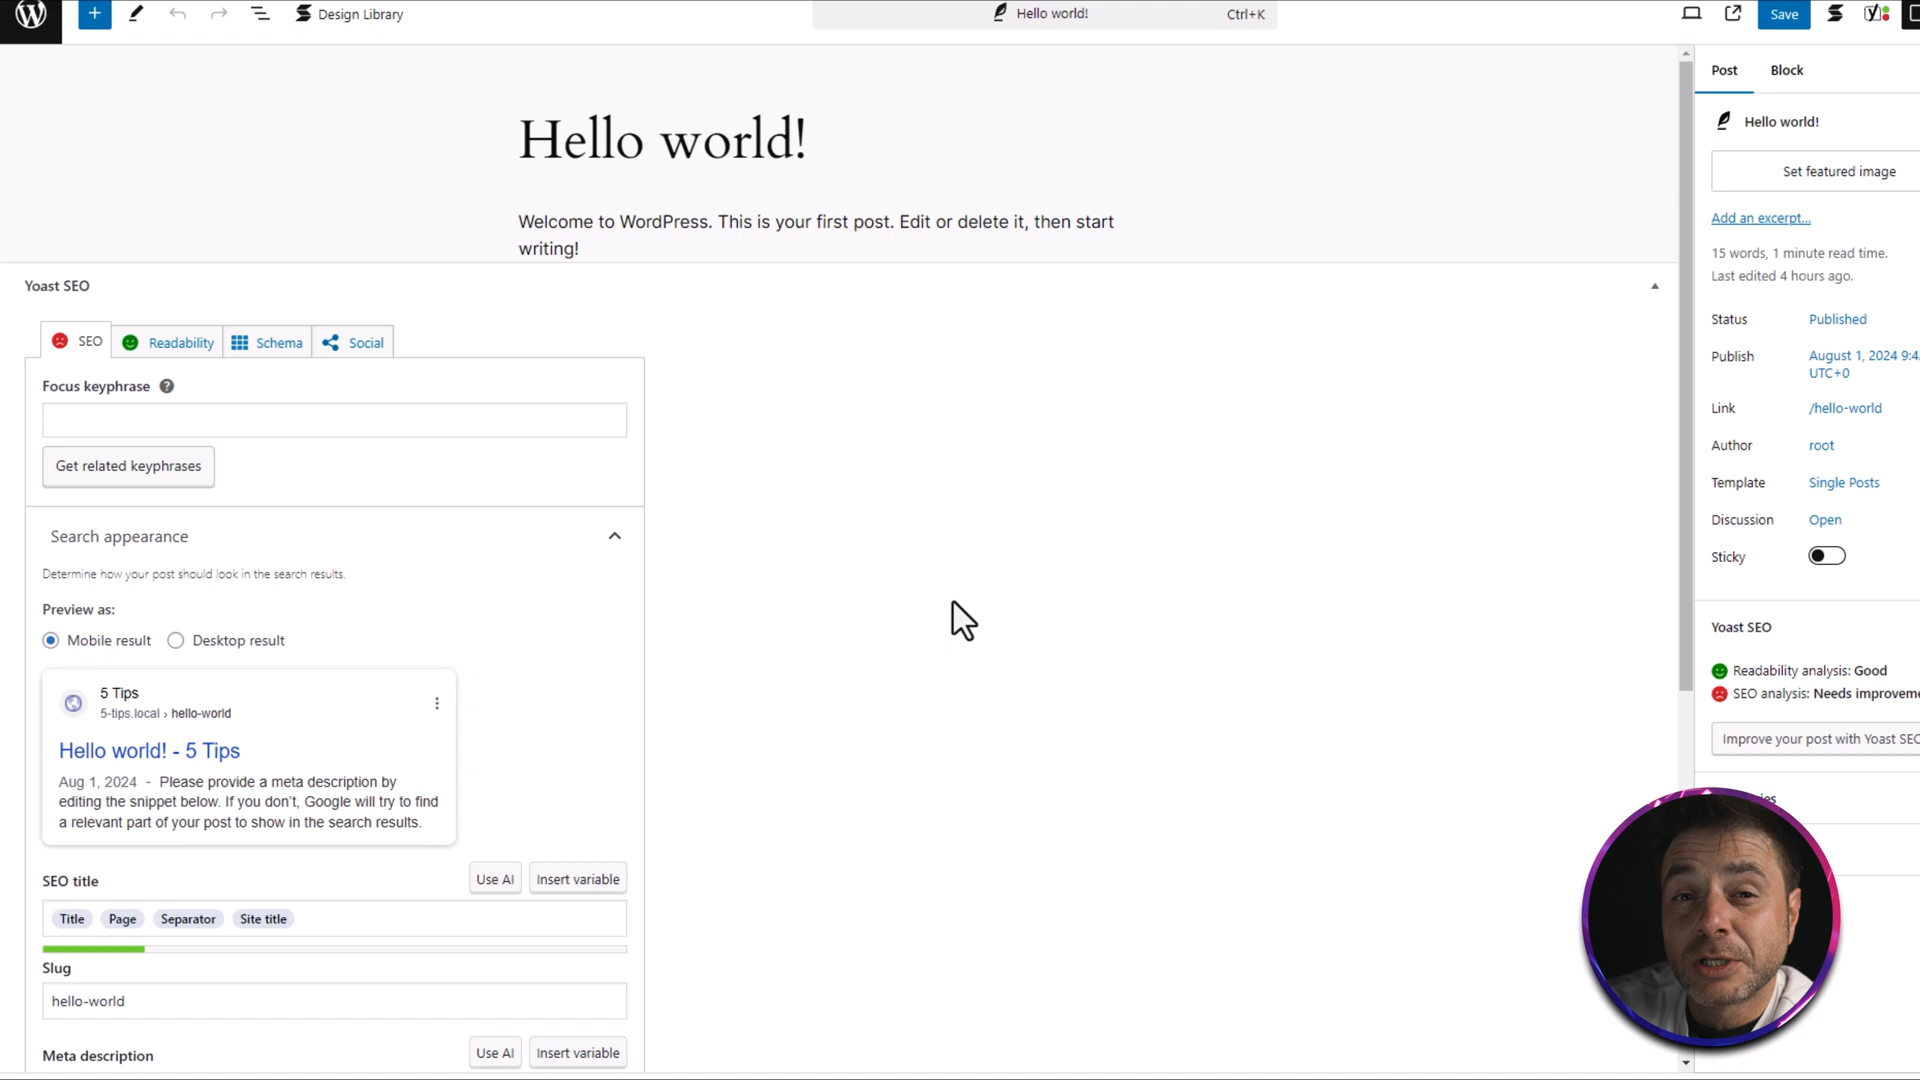 Design Library
Hello world!
Ctrl+K
Save
Hello world!
Welcome to WordPress. This is your first post. Edit or delete it, then start
writing!
Yoast SEO
SEO
Readability
Schema
Social
Focus keyphrase
Get related keyphrases
Search appearance
Determine how your post should look in the search results.
Preview as:
Mobile result
Desktop result
5 Tips
5-tips.local › hello-world
Hello world! - 5 Tips
Aug 1, 2024 - Please provide a meta description by
editing the snippet below. If you don't, Google will try to find
a relevant part of your post to show in the search results.
SEO title
Use AI
Insert variable
Title Page Separator Site title
Slug
hello-world
Meta description
Use AI
Insert variable
Post
Block
Hello world!
Set featured image
Add an excerpt...
15 words, 1 minute read time.
Last edited 4 hours ago.
Status Published
Publish August 1, 2024
UTC+0
Link /hello-world
Author root
Template Single Posts
Discussion Open
Sticky
Yoast SEO
Readability analysis: Good
SEO analysis: Needs
Improve your post with Yoast